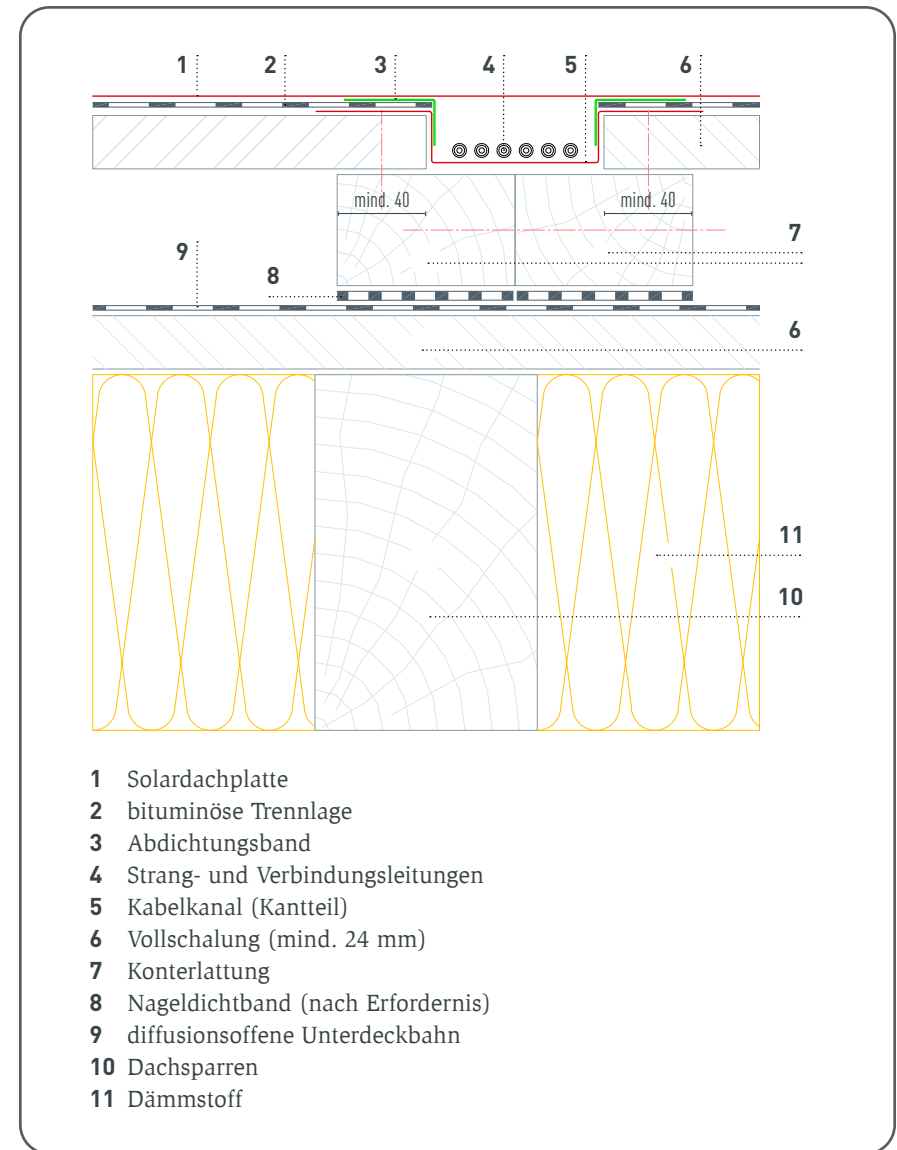 1 2 3 4 5 6
mind. 40 mind. 40
7
9
8
6
11
10
1 Solardachplatte
2 bituminöse Trennlage
3 Abdichtungsband
4 Strang- und Verbindungsleitungen
5 Kabelkanal (Kantteil)
6 Vollschalung (mind. 24 mm)
7 Konterlattung
8 Nageldichtband (nach Erfordernis)
9 diffusionsoffene Unterdeckbahn
10 Dachsparren
11 Dämmstoff